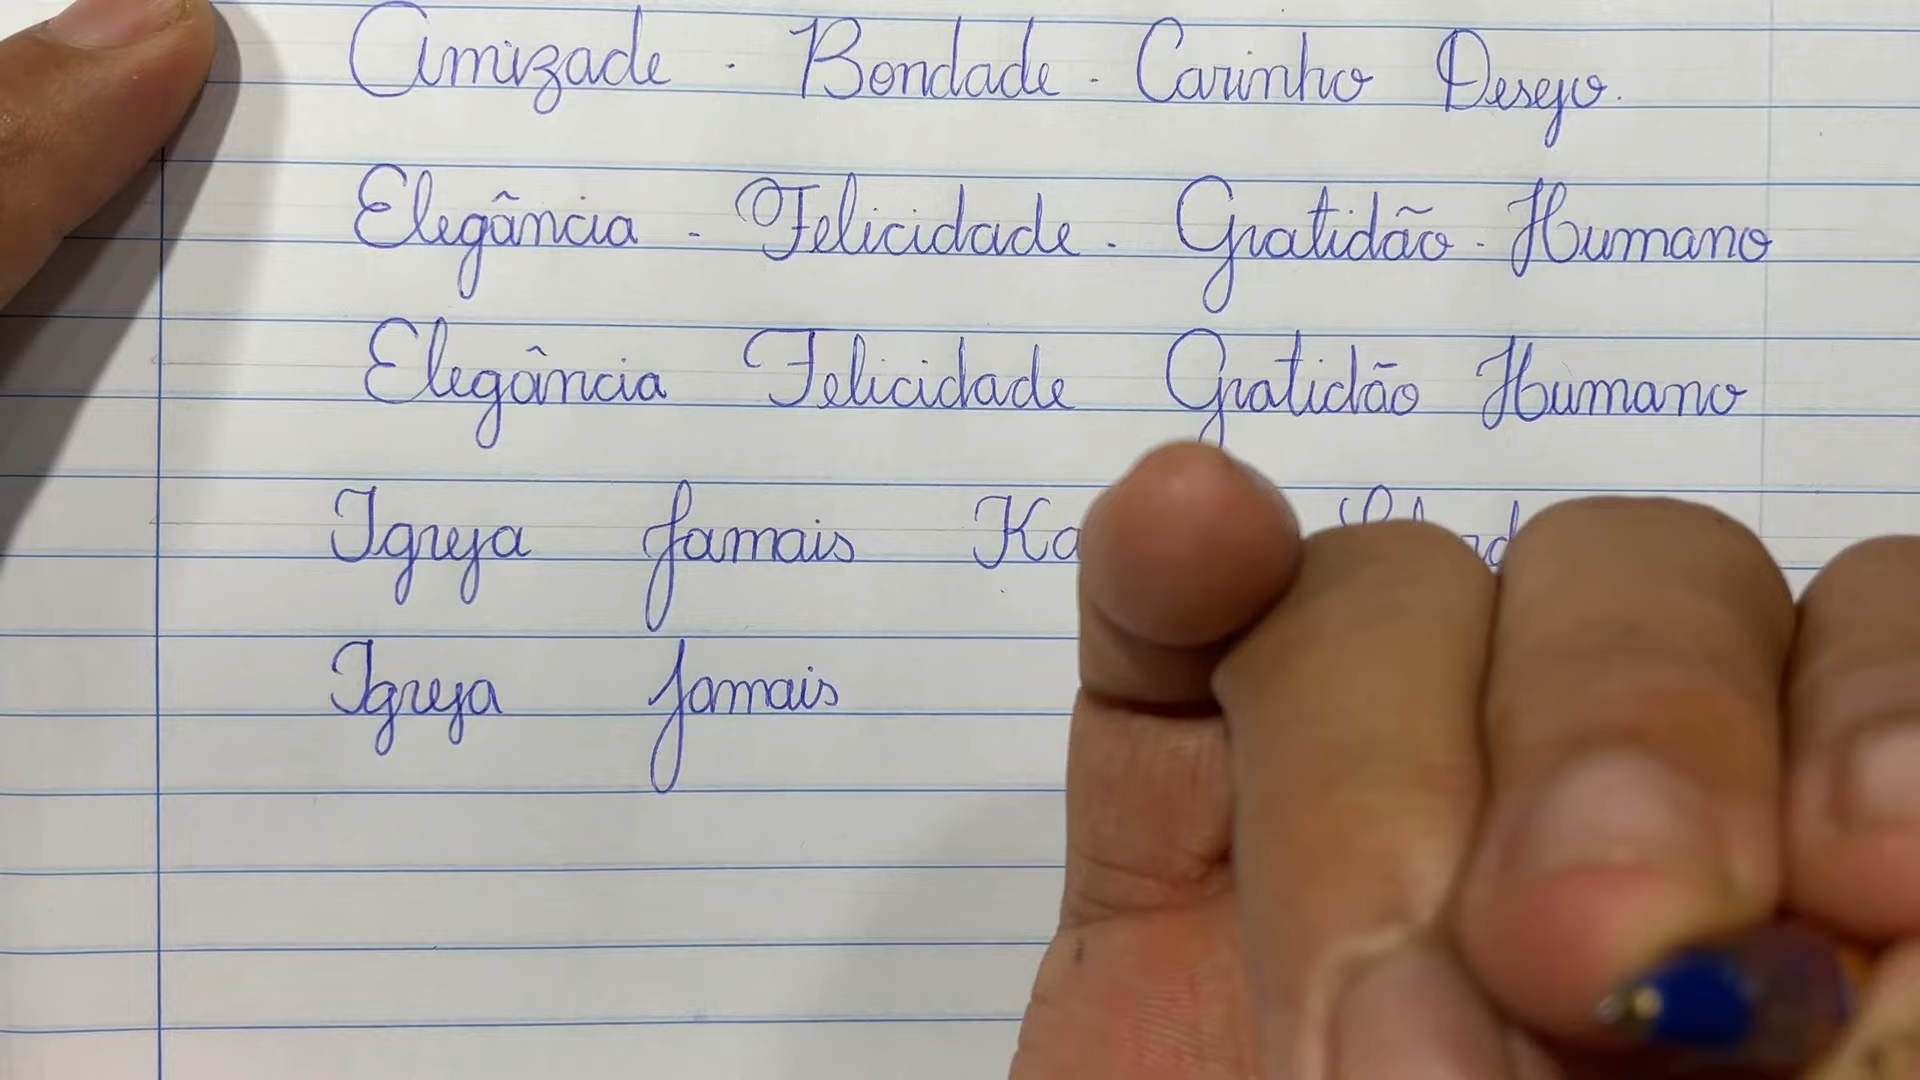 Amizade . Bondade . Carinho Desejo.
Elegância . Felicidade . Gratidão . Humano
Elegância Felicidade Gratidão Humano
Igreja Jamais
Igreja Jamais